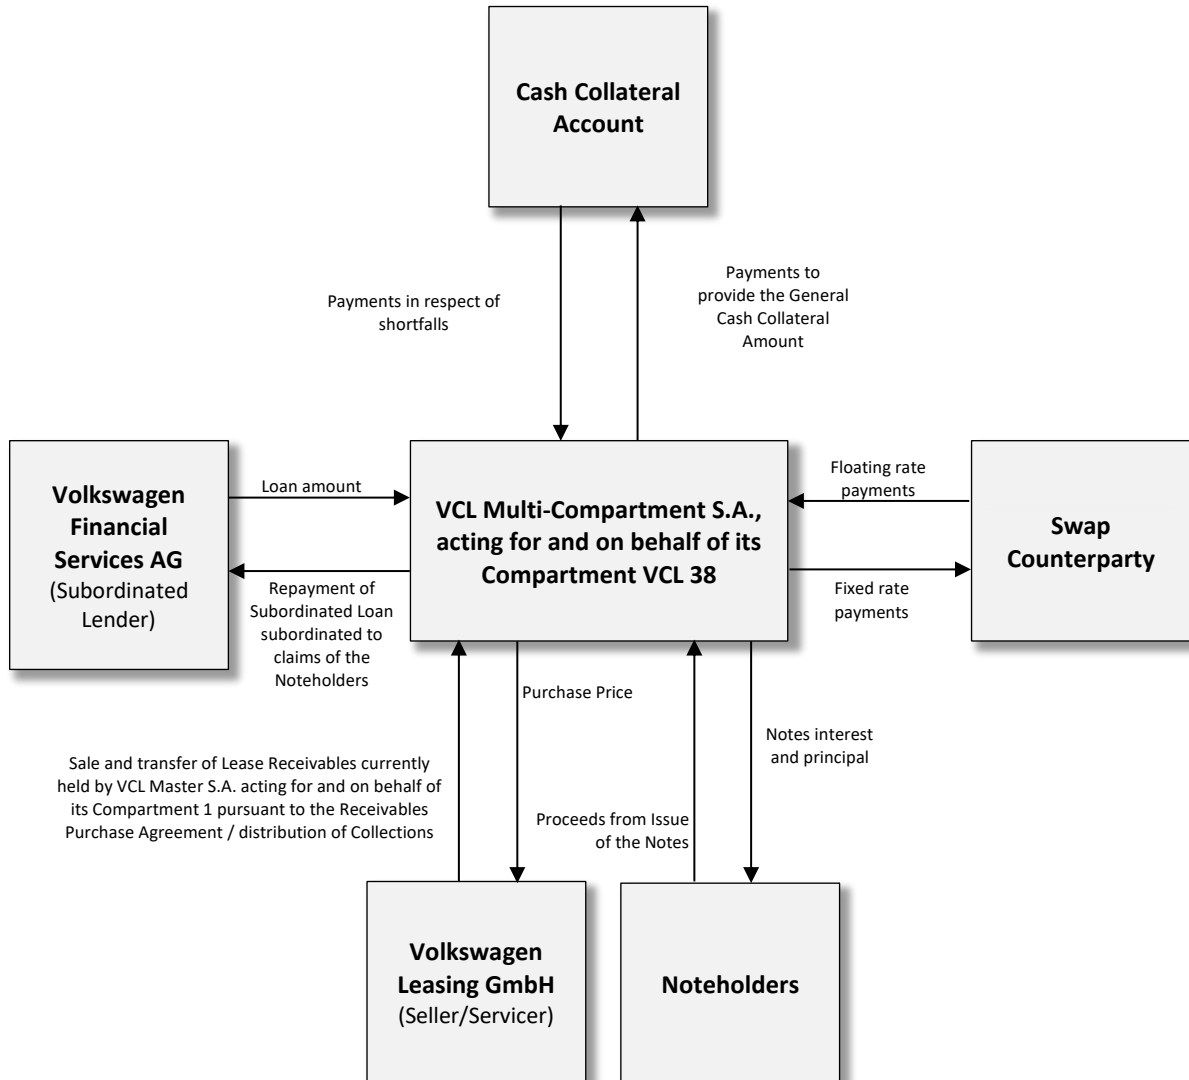 Cash Collateral
Account
Payments in respect of
shortfalls
Payments to
provide the General
Cash Collateral
Amount
Volkswagen
Financial
Services AG
(Subordinated
Lender)
Loan amount
Repayment of
Subordinated Loan
subordinated to
claims of the
Noteholders
VCL Multi-Compartment S.A.,
acting for and on behalf of its
Compartment VCL 38
Floating rate
payments
Fixed rate
payments
Swap
Counterparty
Sale and transfer of Lease Receivables currently
held by VCL Master S.A. acting for and on behalf of
its Compartment 1 pursuant to the Receivables
Purchase Agreement / distribution of Collections
Purchase Price
Proceeds from Issue
of the Notes
Notes interest
and principal
Volkswagen
Leasing GmbH
(Seller/Servicer)
Noteholders